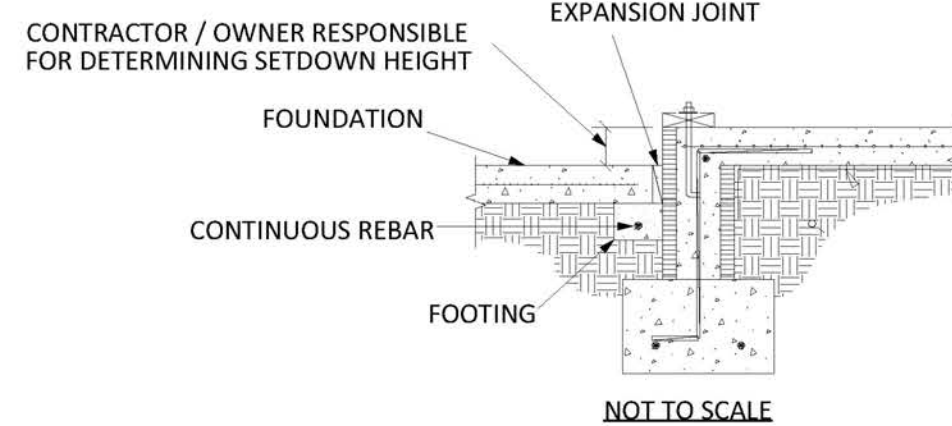 EXPANSION JOINT
CONTRACTOR / OWNER RESPONSIBLE
FOR DETERMINING SETDOWN HEIGHT
FOUNDATION
CONTINUOUS REBAR
FOOTING
NOT TO SCALE